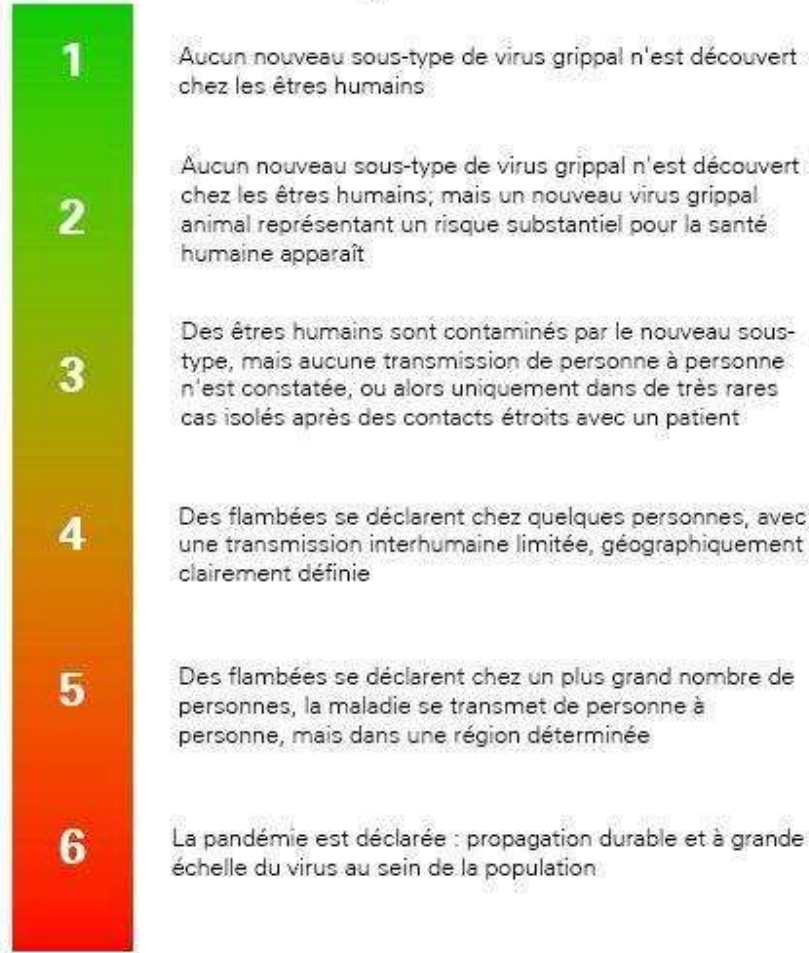 1
Aucun nouveau sous-type de virus grippal n'est découvert
chez les êtres humains
2
Aucun nouveau sous-type de virus grippal n'est découvert
chez les êtres humains; mais un nouveau virus grippal
animal représentant un risque substantiel pour la santé
humaine apparaît
3
Des êtres humains sont contaminés par le nouveau sous-
type, mais aucune transmission de personne à personne
n'est constatée, ou alors uniquement dans de très rares
cas isolés après des contacts étroits avec un patient
4
Des flambées se déclarent chez quelques personnes, avec
une transmission interhumaine limitée, géographiquement
clairement définie
5
Des flambées se déclarent chez un plus grand nombre de
personnes, la maladie se transmet de personne à
personne, mais dans une région déterminée
6
La pandémie est déclarée : propagation durable et à grande
échelle du virus au sein de la population